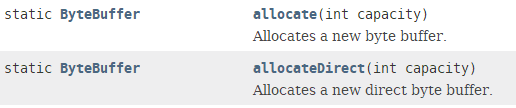 static ByteBuffer allocate(int capacity)
Allocates a new byte buffer.
static ByteBuffer allocateDirect(int capacity)
Allocates a new direct byte buffer.